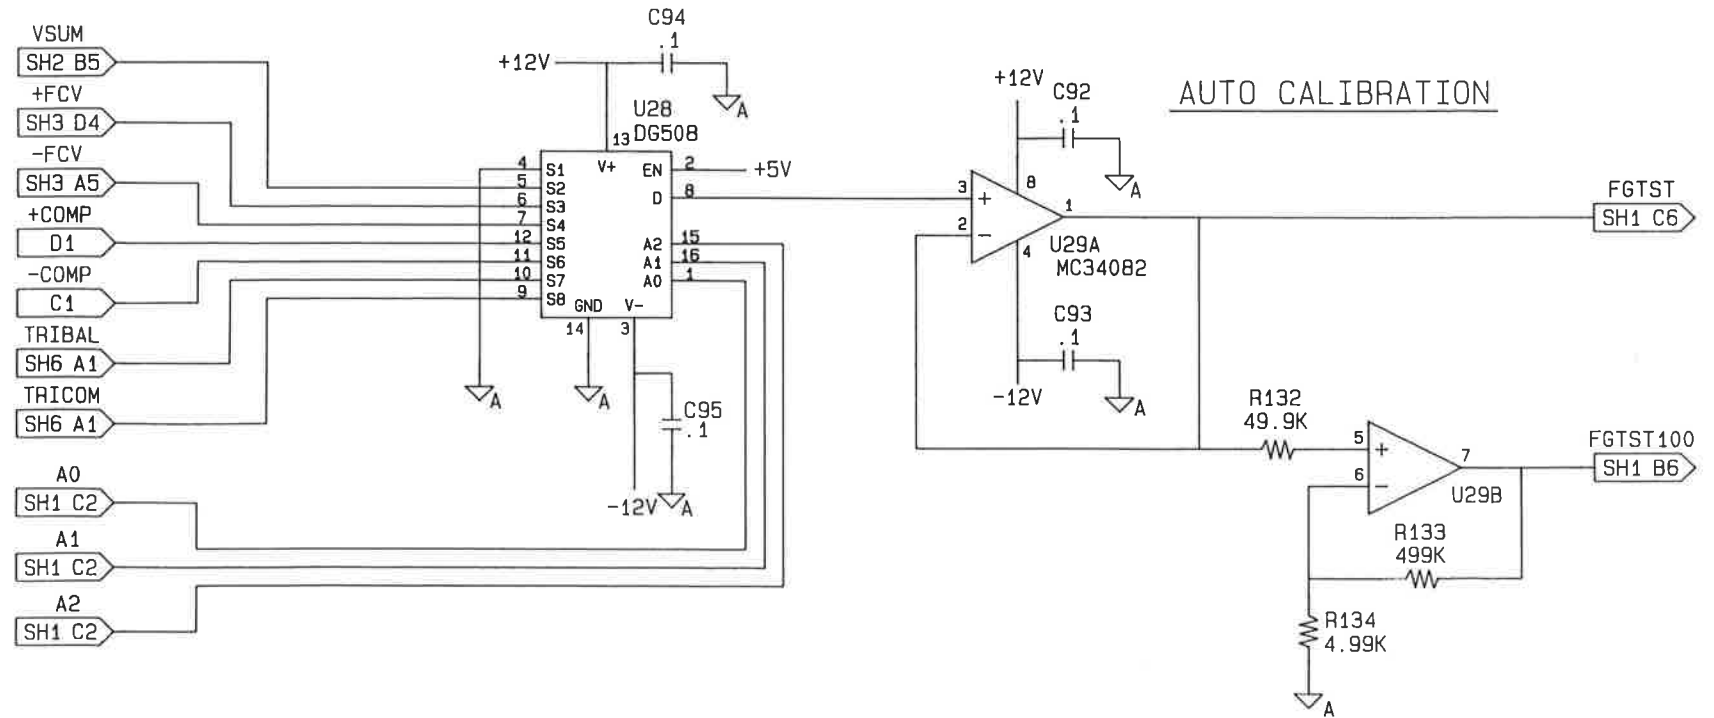 AUTO CALIBRATION
VSUM
SH2 B5
+FCV
SH3 D4
-FCV
SH3 A5
+COMP
D1
-COMP
C1
TRIBAL
SH6 A1
TRICOM
SH6 A1
A0
SH1 C2
A1
SH1 C2
A2
SH1 C2
C94
.1
+12V
A
U28
DG508
13
V+
4 S1
5 S2
6 S3
7 S4
12 S5
11 S6
10 S7
9 S8
EN 2 +5V
D 8
A2 15
A1 16
A0 1
GND V-
14 3
A
A
C95
.1
-12V A
+12V
C92
.1
A
8
3 +
2 -
1
4
U29A
MC34082
C93
.1
-12V
A
FGTST
SH1 C6
R132
49.9K
5 +
6 -
7
U29B
FGTST100
SH1 B6
R133
499K
R134
4.99K
A